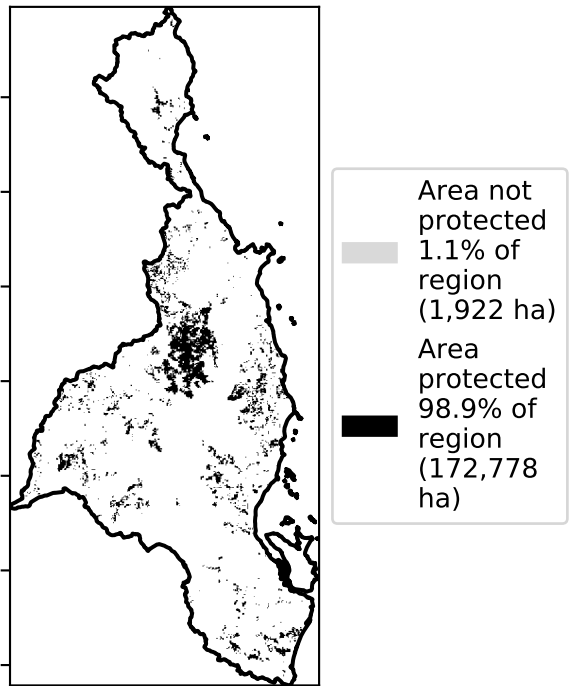 Area not
protected
1.1% of
region
(1,922 ha)
Area
protected
98.9% of
region
(172,778
ha)